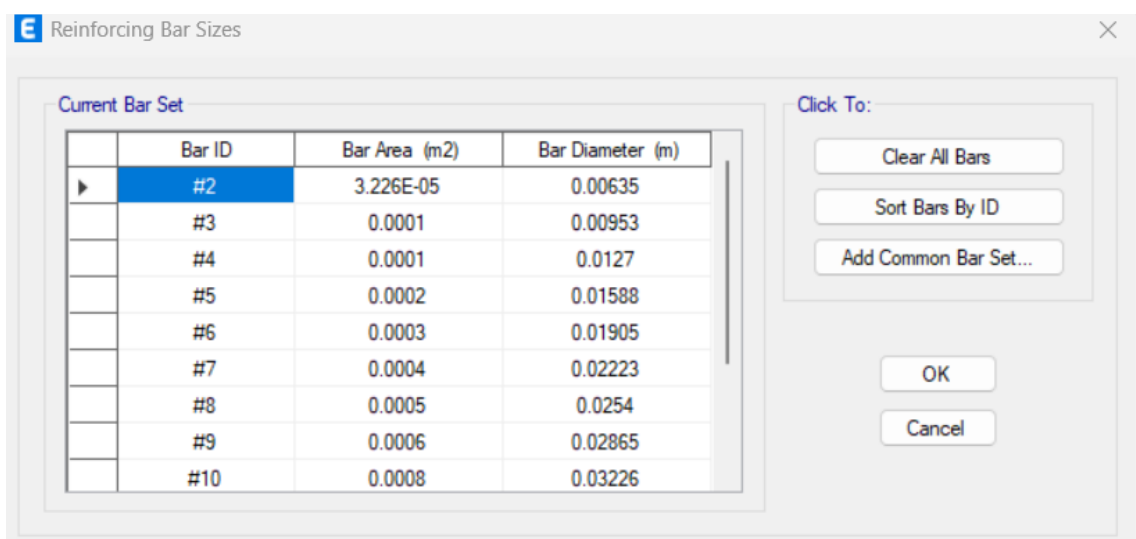 E Reinforcing Bar Sizes
Current Bar Set
Bar ID Bar Area (m2) Bar Diameter (m)
#2 3.226E-05 0.00635
#3 0.0001 0.00953
#4 0.0001 0.0127
#5 0.0002 0.01588
#6 0.0003 0.01905
#7 0.0004 0.02223
#8 0.0005 0.0254
#9 0.0006 0.02865
#10 0.0008 0.03226
Click To:
Clear All Bars
Sort Bars By ID
Add Common Bar Set...
OK
Cancel